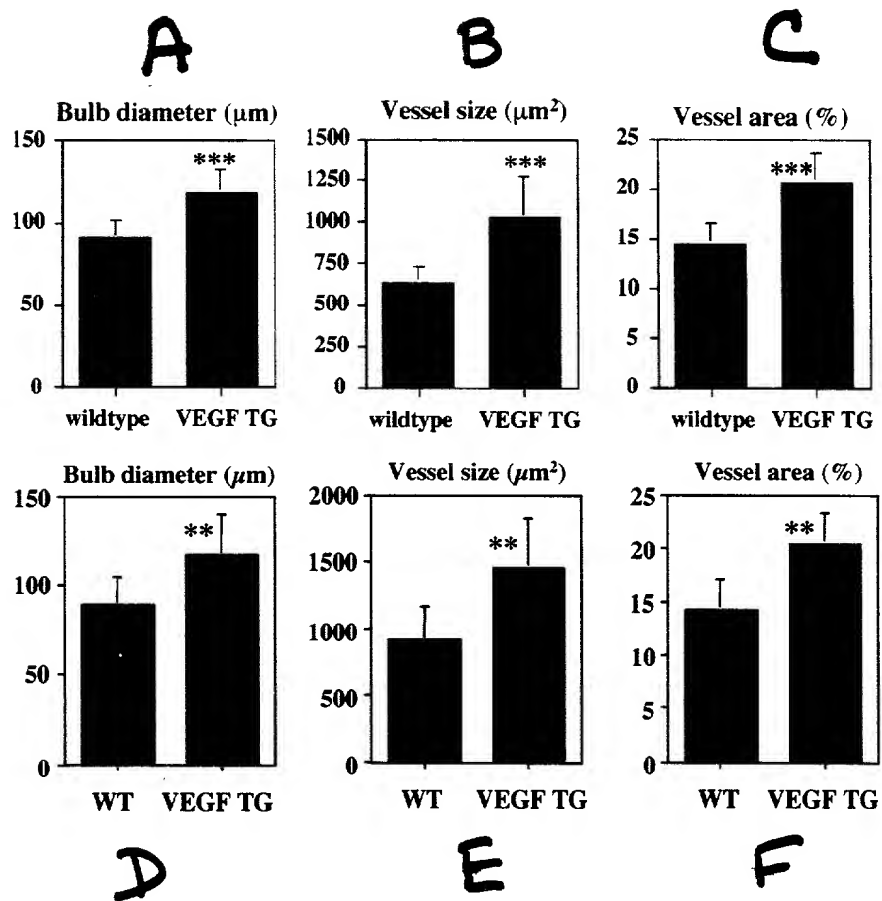 A B C
Bulb diameter (μm) Vessel size (μm²) Vessel area (%)
150 1500 25
*** *** ***
1250 20
100 1000 15
750
50 500 10
250 5
0 0 0
wildtype VEGF TG wildtype VEGF TG wildtype VEGF TG
Bulb diameter (μm) Vessel size (μm²) Vessel area (%)
150 2000 25
** ** **
1500 20
100 1000 15
50 500 10
5
0 0 0
WT VEGF TG WT VEGF TG WT VEGF TG
D E F